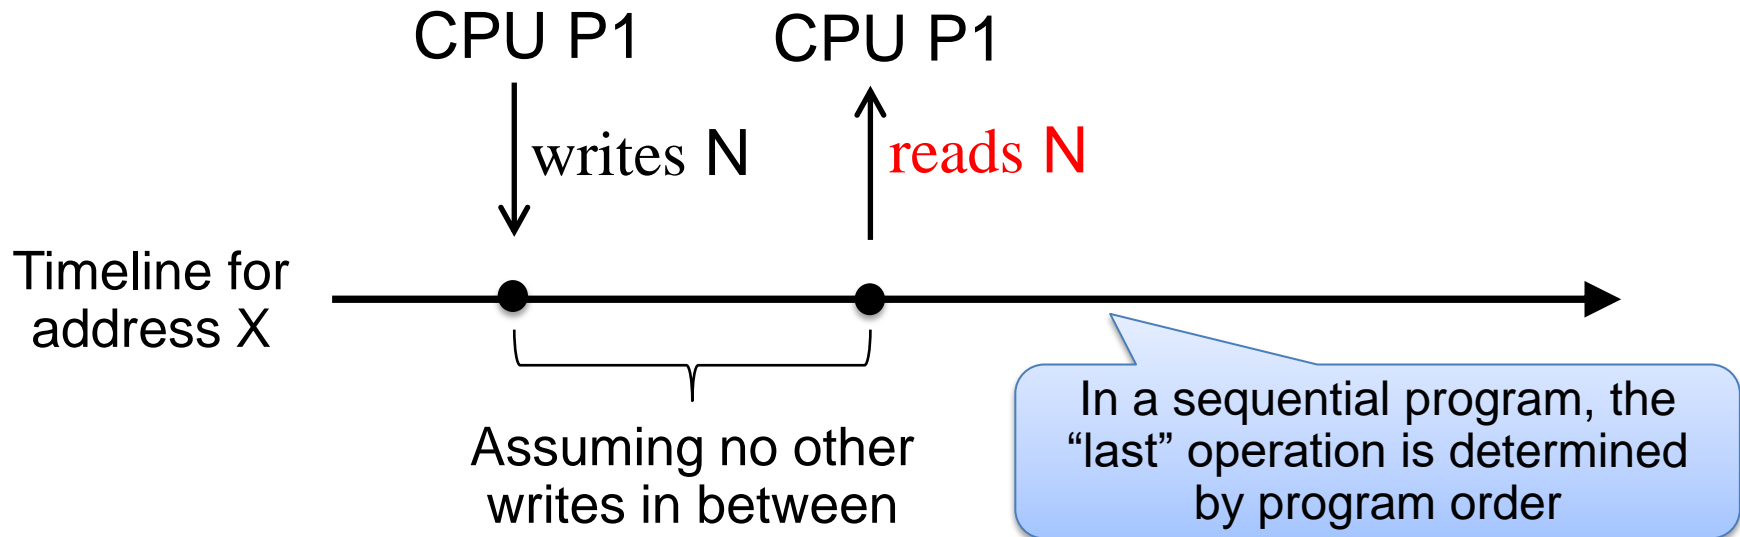 CPU P1
CPU P1
writes N
reads N
Timeline for
address X
Assuming no other
writes in between
In a sequential program, the
“last” operation is determined
by program order